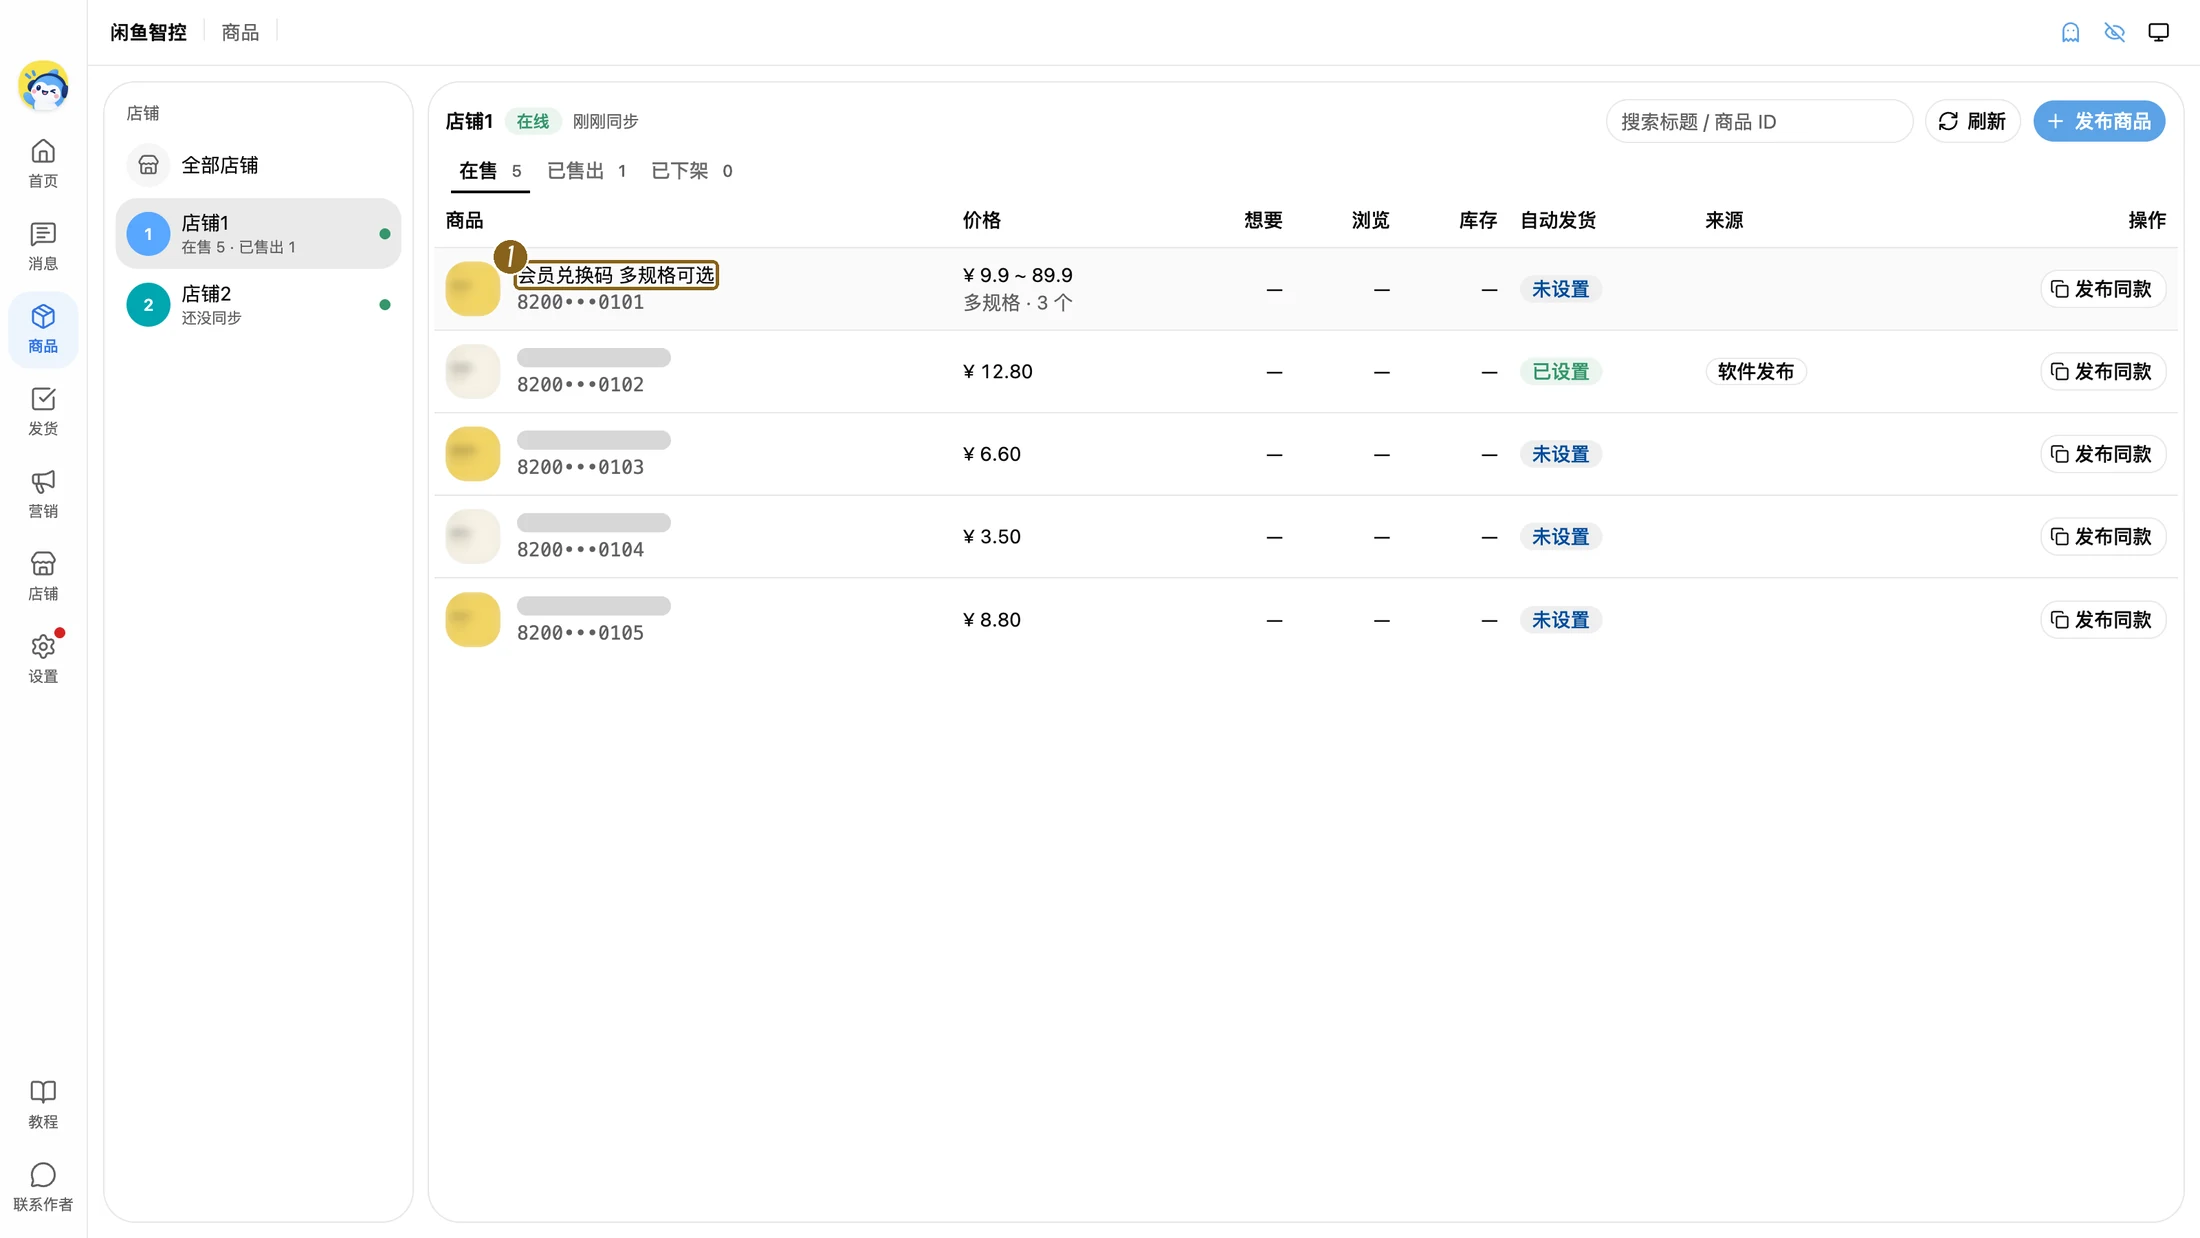 闲鱼智控
商品
首页
消息
商品
发货
营销
店铺
设置
教程
联系作者
店铺
全部店铺
1
店铺1
在售 5 · 已售出 1
2
店铺2
还没同步
店铺1 在线 刚刚同步
搜索标题 / 商品 ID
刷新
+ 发布商品
在售 5 已售出 1 已下架 0
商品 价格 想要 浏览 库存 自动发货 来源 操作
1
会员兑换码 多规格可选
8200•••0101
¥ 9.9 ~ 89.9
多规格 · 3 个
— — — 未设置 发布同款
8200•••0102
¥ 12.80 — — — 已设置 软件发布 发布同款
8200•••0103
¥ 6.60 — — — 未设置 发布同款
8200•••0104
¥ 3.50 — — — 未设置 发布同款
8200•••0105
¥ 8.80 — — — 未设置 发布同款